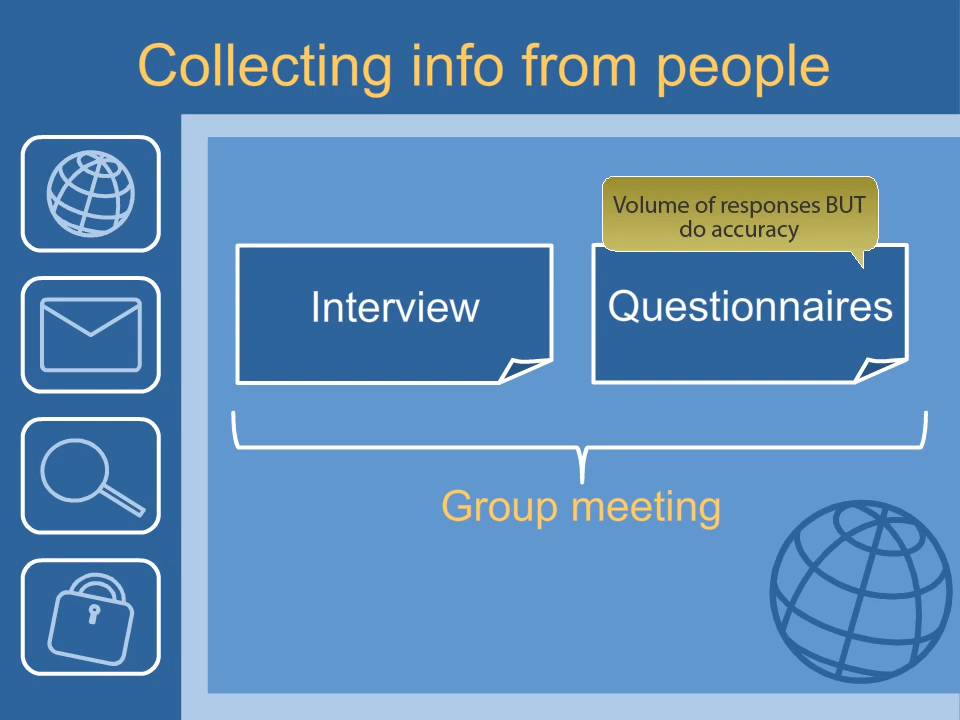 Collecting info from people
Volume of responses BUT
do accuracy
Interview
Questionnaires
Group meeting